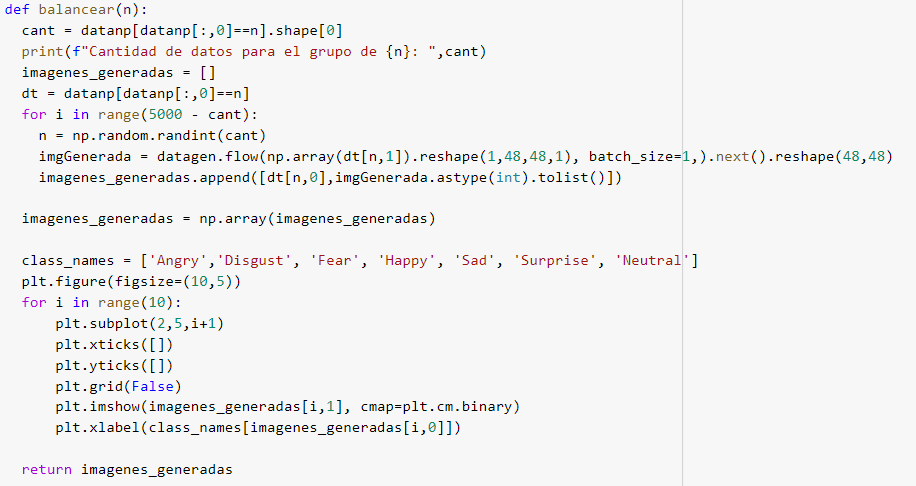 def balancear(n):
  cant = datanp[datanp[:,0]==n].shape[0]
  print(f"Cantidad de datos para el grupo de {n}: ",cant)
  imagenes_generadas = []
  dt = datanp[datanp[:,0]==n]
  for i in range(5000 - cant):
    n = np.random.randint(cant)
    imgGenerada = datagen.flow(np.array(dt[n,1]).reshape(1,48,48,1), batch_size=1,).next().reshape(48,48)
    imagenes_generadas.append([dt[n,0],imgGenerada.astype(int).tolist()])

  imagenes_generadas = np.array(imagenes_generadas)

  class_names = ['Angry','Disgust', 'Fear', 'Happy', 'Sad', 'Surprise', 'Neutral']
  plt.figure(figsize=(10,5))
  for i in range(10):
      plt.subplot(2,5,i+1)
      plt.xticks([])
      plt.yticks([])
      plt.grid(False)
      plt.imshow(imagenes_generadas[i,1], cmap=plt.cm.binary)
      plt.xlabel(class_names[imagenes_generadas[i,0]])

  return imagenes_generadas